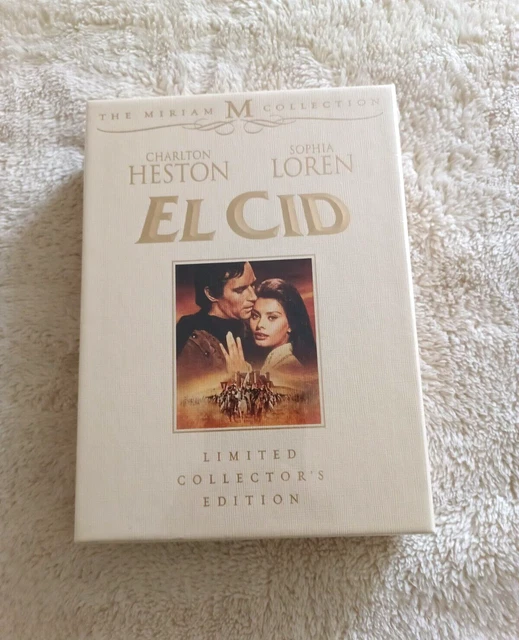 THE MIRIAM M COLLECTION
CHARLTON HESTON
SOPHIA LOREN
EL CID
LIMITED
COLLECTOR'S
EDITION